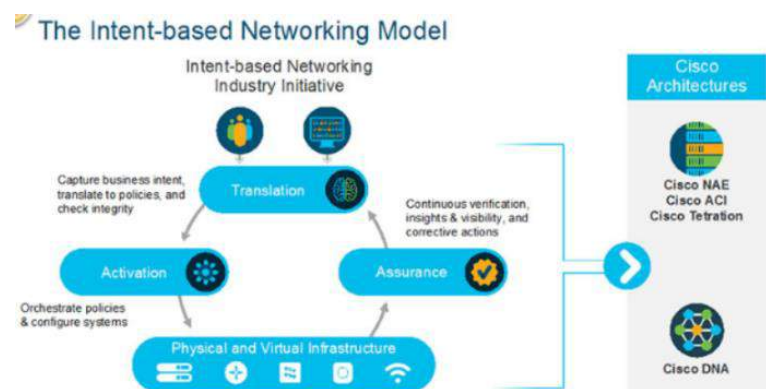 The Intent-based Networking Model
Intent-based Networking
Industry Initiative
Capture business intent,
translate to policies, and
check integrity
Translation
Continuous verification,
insights & visibility, and
corrective actions
Activation
Assurance
Orchestrate policies
& configure systems
Physical and Virtual Infrastructure
Cisco
Architectures
Cisco NAE
Cisco ACI
Cisco Tetration
Cisco DNA